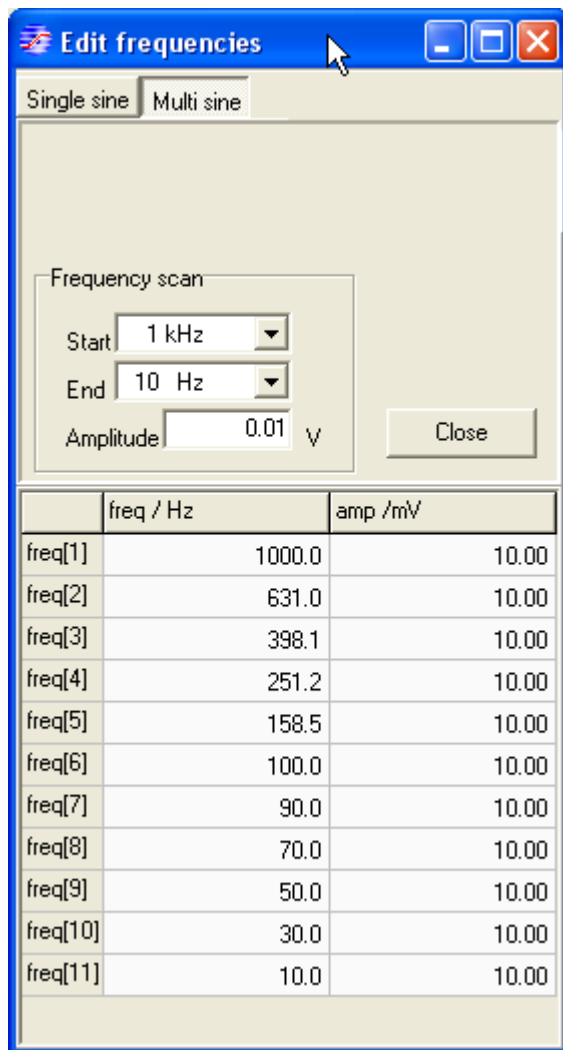 Edit frequencies
Single sine Multi sine
Frequency scan
Start 1 kHz
End 10 Hz
Amplitude 0.01 V
Close
freq / Hz amp /mV
freq[1] 1000.0 10.00
freq[2] 631.0 10.00
freq[3] 398.1 10.00
freq[4] 251.2 10.00
freq[5] 158.5 10.00
freq[6] 100.0 10.00
freq[7] 90.0 10.00
freq[8] 70.0 10.00
freq[9] 50.0 10.00
freq[10] 30.0 10.00
freq[11] 10.0 10.00